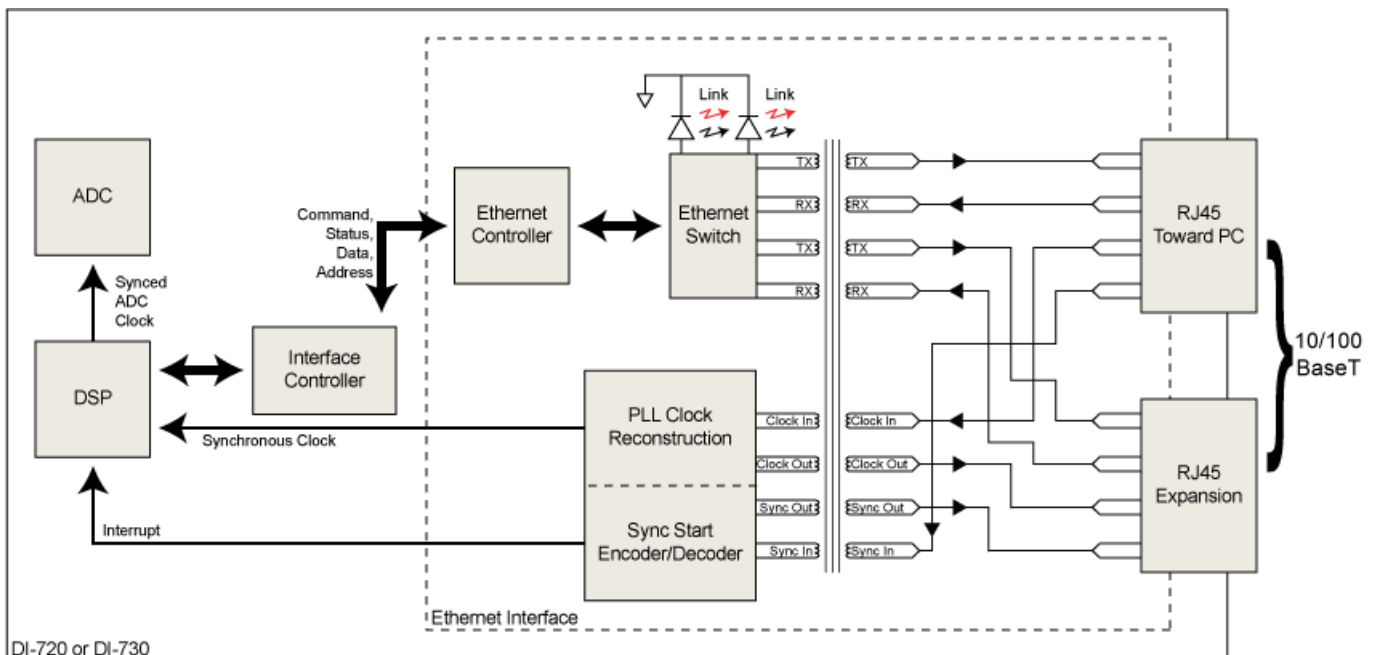 Link
Link
ADC
Synced
ADC
Clock
DSP
Command,
Status,
Data,
Address
Interface
Controller
Ethernet
Controller
Ethernet
Switch
TX
RX
TX
RX
TX
RX
TX
RX
RJ45
Toward PC
10/100
BaseT
Synchronous Clock
PLL Clock
Reconstruction
Clock In
Clock Out
Clock In
Clock Out
Interrupt
Sync Start
Encoder/Decoder
Sync Out
Sync In
Sync Out
Sync In
RJ45
Expansion
Ethernet Interface
DI-720 or DI-730